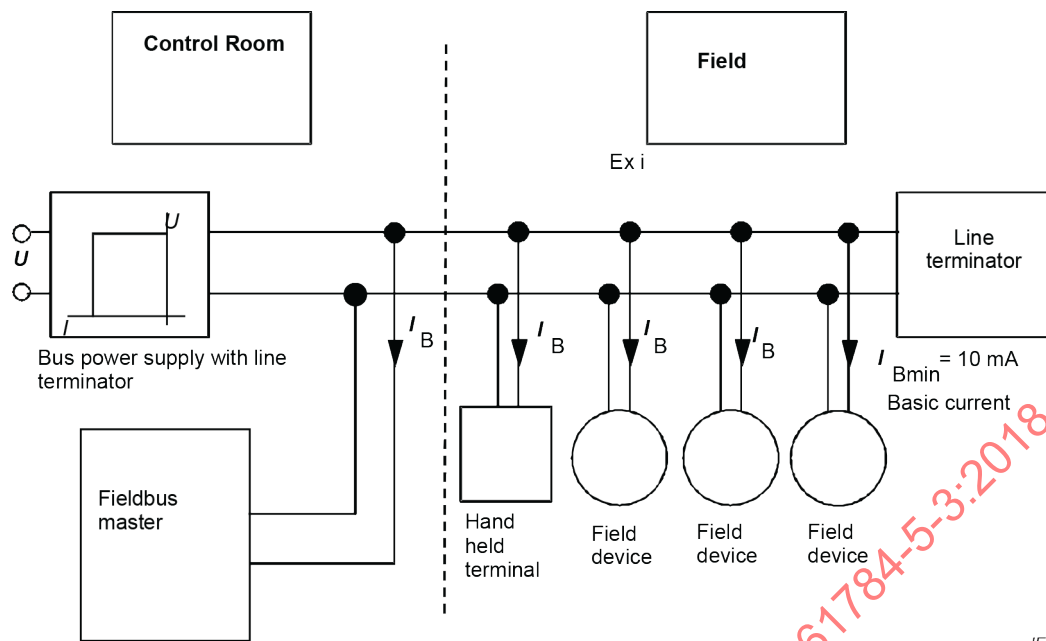 Control Room
Field
Ex i
U
U
I
Bus power supply with line
terminator
Line
terminator
I B
I B
I B
I B
I Bmin = 10 mA
Basic current
Fieldbus
master
Hand
held
terminal
Field
device
Field
device
Field
device
61784-5-3:2018